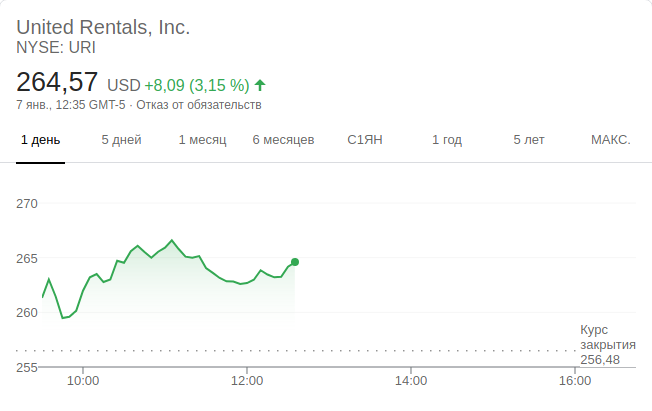 United Rentals, Inc.
NYSE: URI
264,57 USD +8,09 (3,15 %)
7 янв., 12:35 GMT-5 · Отказ от обязательств
1 день 5 дней 1 месяц 6 месяцев С1ЯН 1 год 5 лет МАКС.
270
265
260
Курс
закрытия
256,48
255
10:00 12:00 14:00 16:00